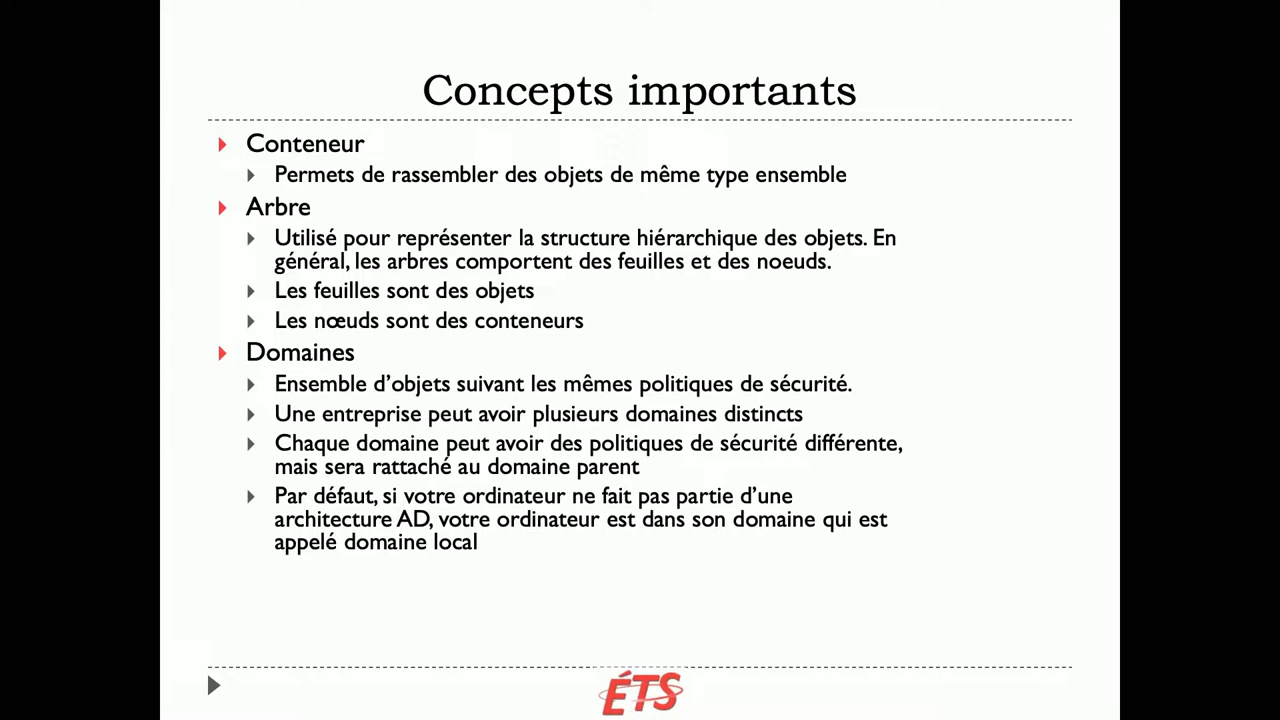 Concepts importants
Conteneur
Permets de rassembler des objets de même type ensemble
Arbre
Utilisé pour représenter la structure hiérarchique des objets. En
général, les arbres comportent des feuilles et des noeuds.
Les feuilles sont des objets
Les nœuds sont des conteneurs
Domaines
Ensemble d’objets suivant les mêmes politiques de sécurité.
Une entreprise peut avoir plusieurs domaines distincts
Chaque domaine peut avoir des politiques de sécurité différente,
mais sera rattaché au domaine parent
Par défaut, si votre ordinateur ne fait pas partie d’une
architecture AD, votre ordinateur est dans son domaine qui est
appelé domaine local
ÉTS